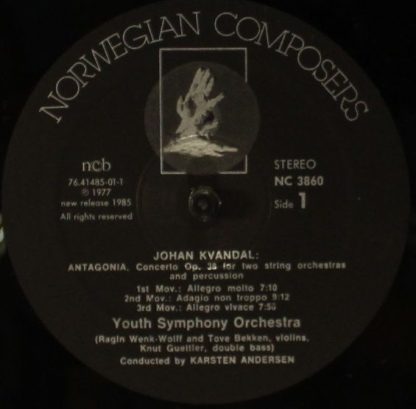 NORWEGIAN COMPOSERS
ncb
76.41485-01-1
℗ 1977
new release 1985
All rights reserved
STEREO
NC 3860
Side 1
JOHAN KVANDAL:
ANTAGONIA, Concerto Op. 38 for two string orchestras
and percussion
1st Mov.: Allegro molto 7:10
2nd Mov.: Adagio non troppo 9:12
3rd Mov.: Allegro vivace 7:50
Youth Symphony Orchestra
(Ragin Wenk-Wolff and Tove Bekken, violins,
Knut Guettler, double bass)
Conducted by KARSTEN ANDERSEN